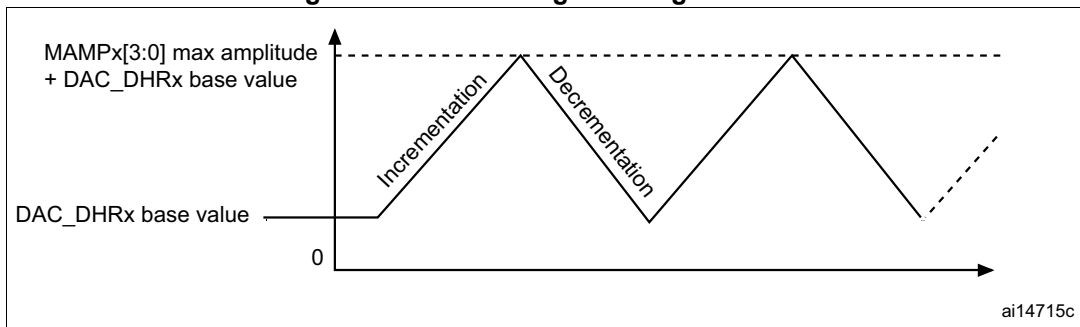 MAMPx[3:0] max amplitude
+ DAC_DHRx base value
Incrementation
Decrementation
DAC_DHRx base value
0
ai14715c